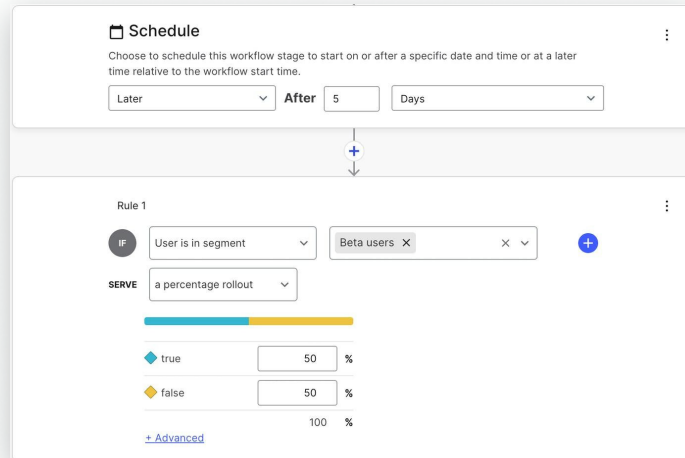 Schedule
Choose to schedule this workflow stage to start on or after a specific date and time or at a later
time relative to the workflow start time.
Later After 5 Days
Rule 1
IF User is in segment Beta users
SERVE a percentage rollout
true 50 %
false 50 %
100 %
+ Advanced